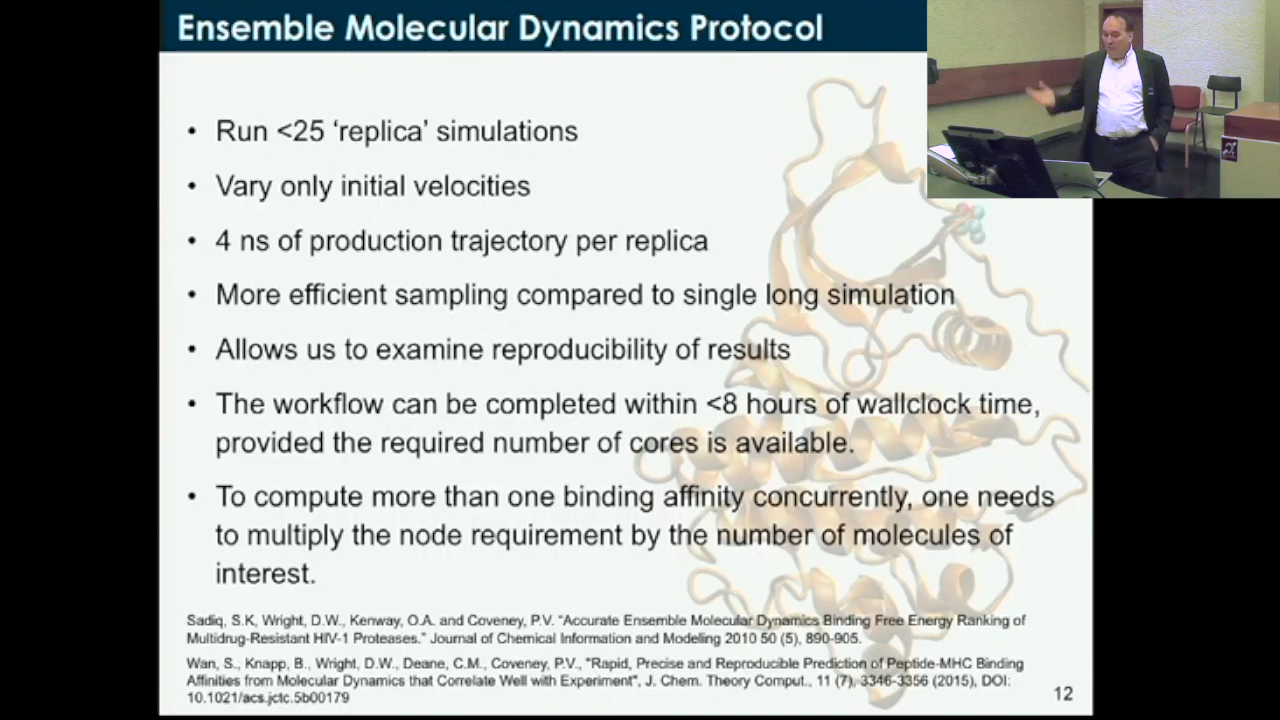 Ensemble Molecular Dynamics Protocol
• Run <25 ‘replica’ simulations
• Vary only initial velocities
• 4 ns of production trajectory per replica
• More efficient sampling compared to single long simulation
• Allows us to examine reproducibility of results
• The workflow can be completed within <8 hours of wallclock time,
provided the required number of cores is available.
• To compute more than one binding affinity concurrently, one needs
to multiply the node requirement by the number of molecules of
interest.
Sadiq, S.K, Wright, D.W., Kenway, O.A. and Coveney, P.V. “Accurate Ensemble Molecular Dynamics Binding Free Energy Ranking of
Multidrug-Resistant HIV-1 Proteases.” Journal of Chemical Information and Modeling 2010 50 (5), 890-905.
Wan, S., Knapp, B., Wright, D.W., Deane, C.M., Coveney, P.V., "Rapid, Precise and Reproducible Prediction of Peptide-MHC Binding
Affinities from Molecular Dynamics that Correlate Well with Experiment", J. Chem. Theory Comput., 11 (7), 3346-3356 (2015), DOI:
10.1021/acs.jctc.5b00179
12